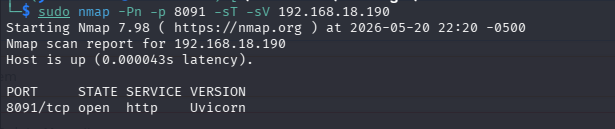 └─$ sudo nmap -Pn -p 8091 -sT -sV 192.168.18.190
Starting Nmap 7.98 ( https://nmap.org ) at 2026-05-20 22:20 -0500
Nmap scan report for 192.168.18.190
Host is up (0.000043s latency).
PORT     STATE SERVICE VERSION
8091/tcp open  http    Uvicorn